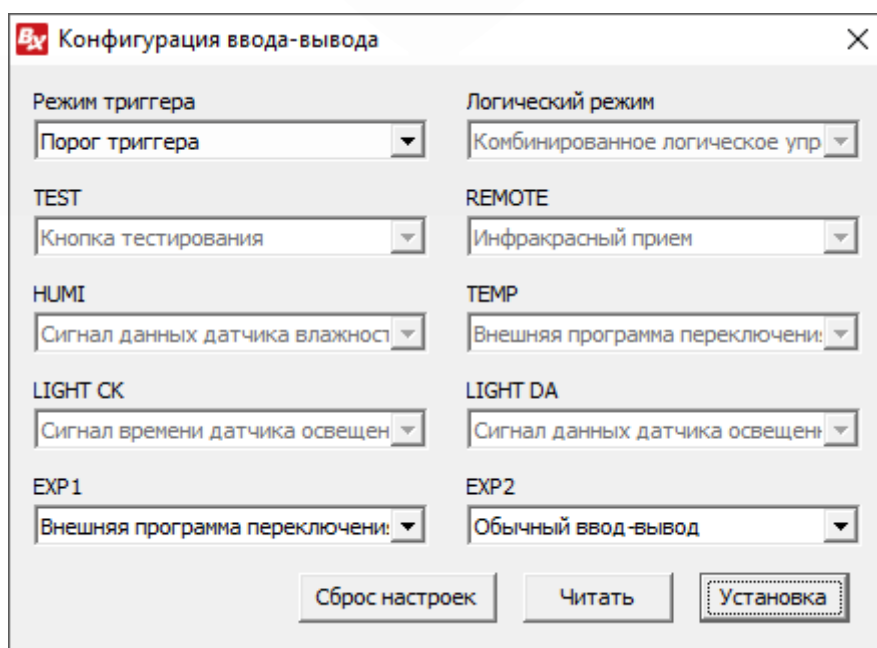 Bx Конфигурация ввода-вывода
Режим триггера Логический режим
Порог триггера Комбинированное логическое упр
TEST REMOTE
Кнопка тестирования Инфракрасный прием
HUMI TEMP
Сигнал данных датчика влажност Внешняя программа переключени
LIGHT CK LIGHT DA
Сигнал времени датчика освещен Сигнал данных датчика освещен
EXP1 EXP2
Внешняя программа переключени Обычный ввод-вывод
Сброс настроек Читать Установка